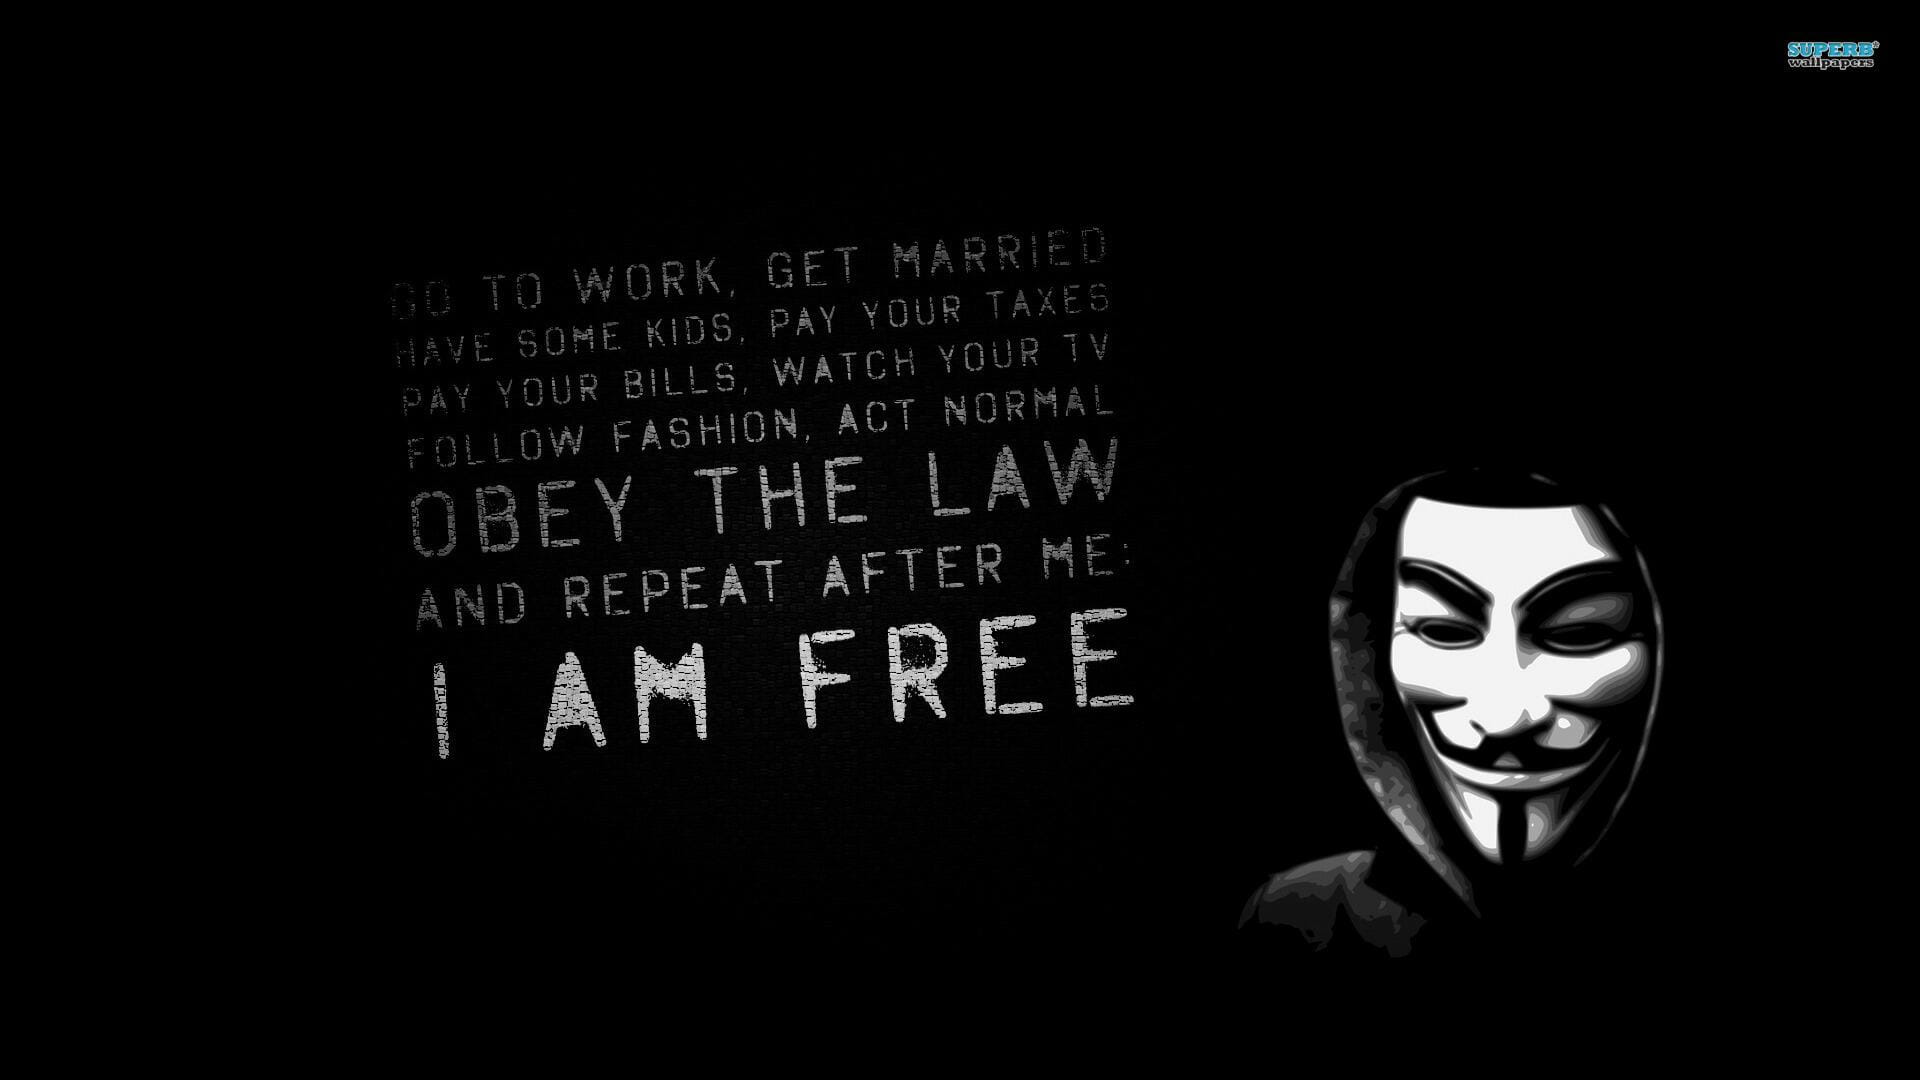 SUPERB®
wallpapers
GO TO WORK, GET MARRIED
HAVE SOME KIDS, PAY YOUR TAXES
PAY YOUR BILLS, WATCH YOUR TV
FOLLOW FASHION, ACT NORMAL
OBEY THE LAW
AND REPEAT AFTER ME:
I AM FREE